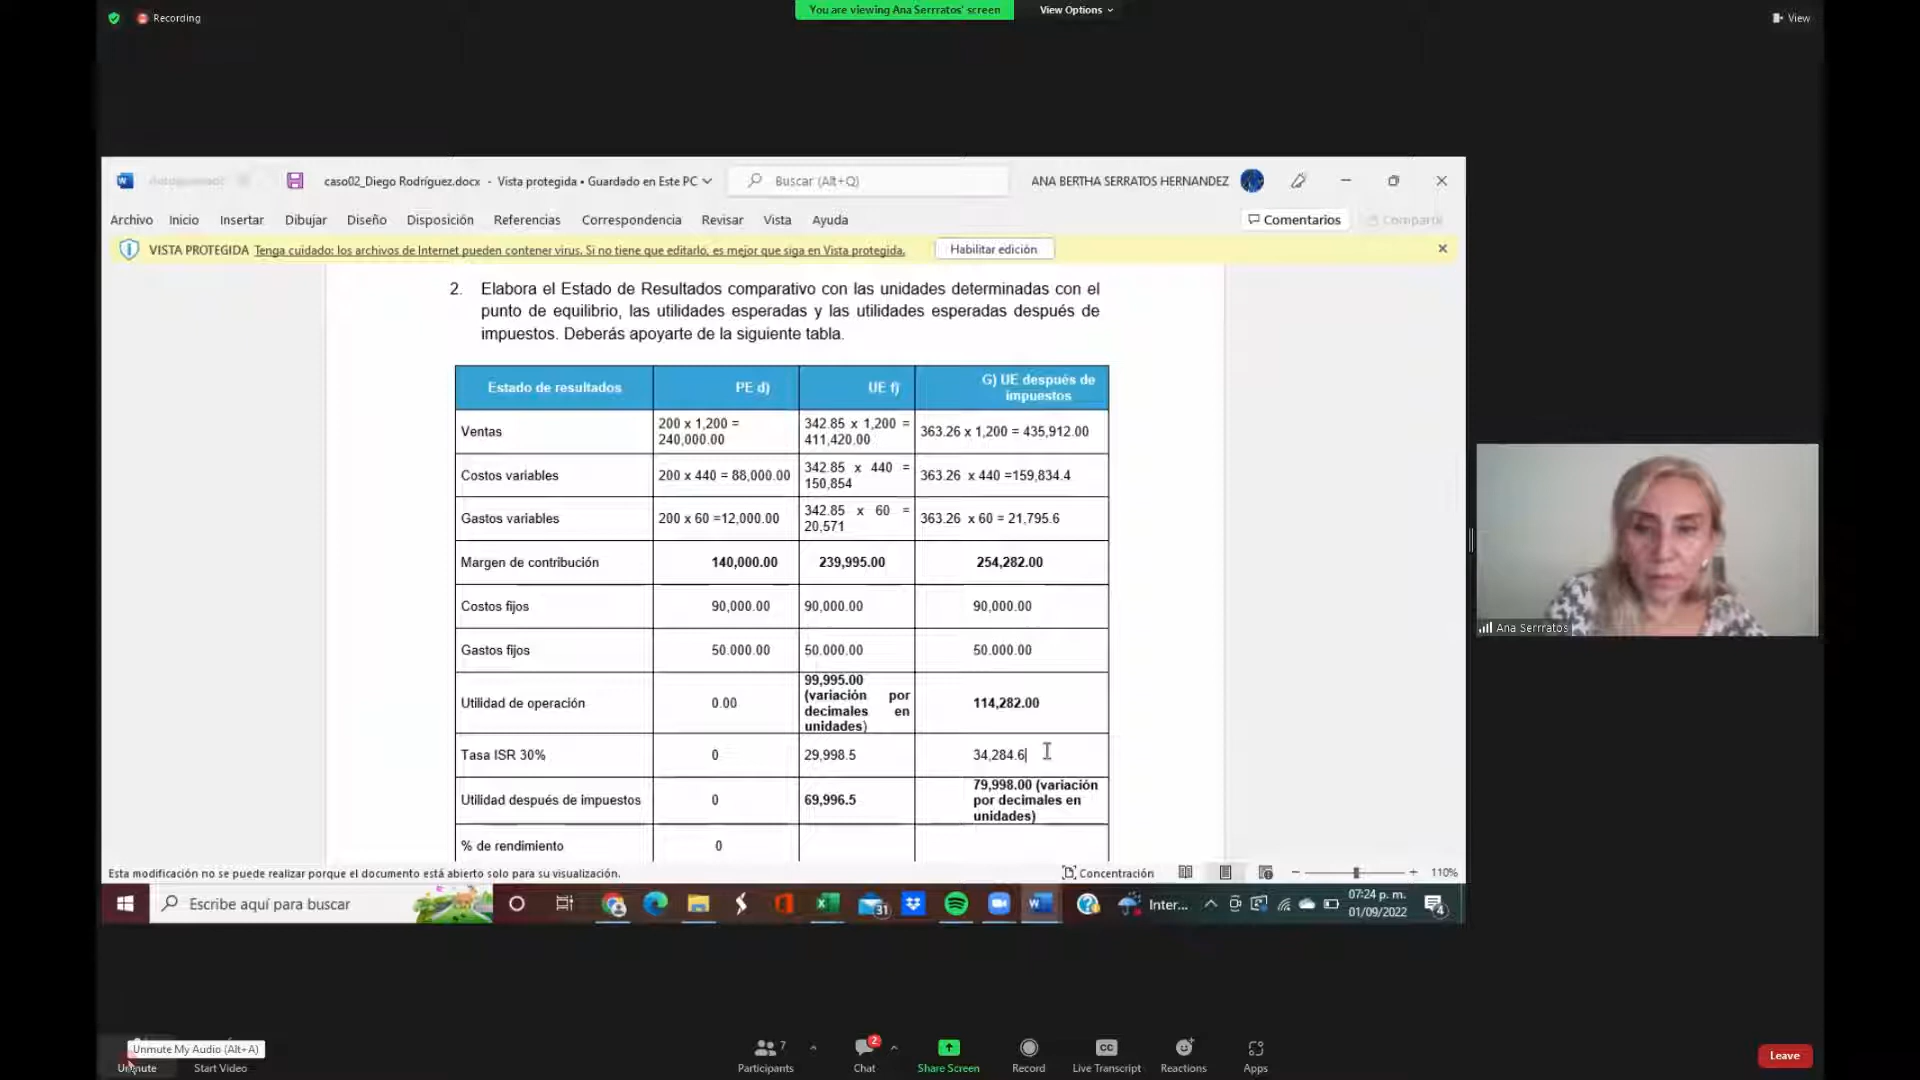 Recording
You are viewing Ana Serrratos' screen
View Options
View
caso02_Diego Rodríguez.docx - Vista protegida • Guardado en Este PC
Buscar (Alt+Q)
ANA BERTHA SERRATOS HERNANDEZ
Archivo Inicio Insertar Dibujar Diseño Disposición Referencias Correspondencia Revisar Vista Ayuda
Comentarios
Compartir
VISTA PROTEGIDA Tenga cuidado: los archivos de Internet pueden contener virus. Si no tiene que editarlo, es mejor que siga en Vista protegida.
Habilitar edición
2. Elabora el Estado de Resultados comparativo con las unidades determinadas con el
punto de equilibrio, las utilidades esperadas y las utilidades esperadas después de
impuestos. Deberás apoyarte de la siguiente tabla.
Estado de resultados
PE d)
UE f)
G) UE después de
impuestos
Ventas
200 x 1,200 =
240,000.00
342.85 x 1,200 =
411,420.00
363.26 x 1,200 = 435,912.00
Costos variables
200 x 440 = 88,000.00
342.85 x 440 =
150,854
363.26 x 440 =159,834.4
Gastos variables
200 x 60 =12,000.00
342.85 x 60 =
20,571
363.26 x 60 = 21,795.6
Margen de contribución
140,000.00
239,995.00
254,282.00
Costos fijos
90,000.00
90,000.00
90,000.00
Gastos fijos
50.000.00
50.000.00
50.000.00
Utilidad de operación
0.00
99,995.00
(variación por
decimales en
unidades)
114,282.00
Tasa ISR 30%
0
29,998.5
34,284.6
Utilidad después de impuestos
0
69,996.5
79,998.00 (variación
por decimales en
unidades)
% de rendimiento
0
Ana Serrratos
Esta modificación no se puede realizar porque el documento está abierto solo para su visualización.
Concentración
110%
Escribe aquí para buscar
31
Inter...
07:24 p. m.
01/09/2022
4
Unmute My Audio (Alt+A)
Unmute
Start Video
7
Participants
2
Chat
Share Screen
Record
CC
Live Transcript
Reactions
Apps
Leave